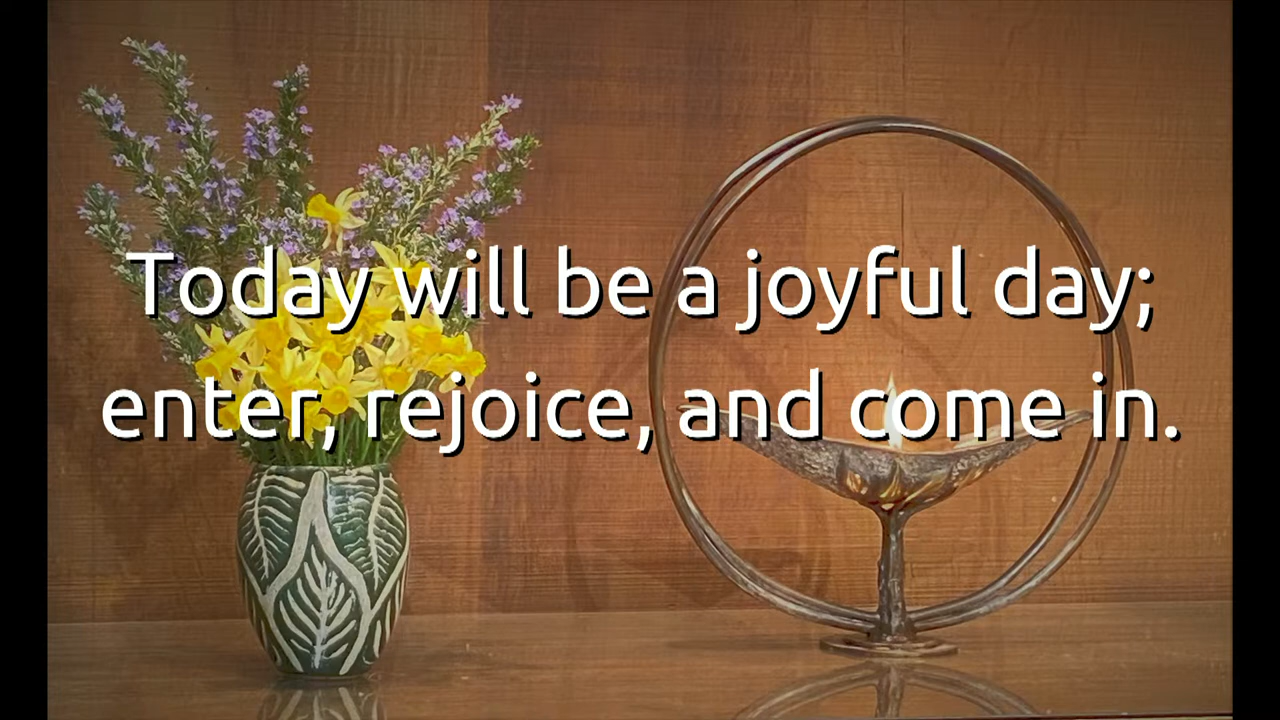 Today will be a joyful day;
enter, rejoice, and come in.